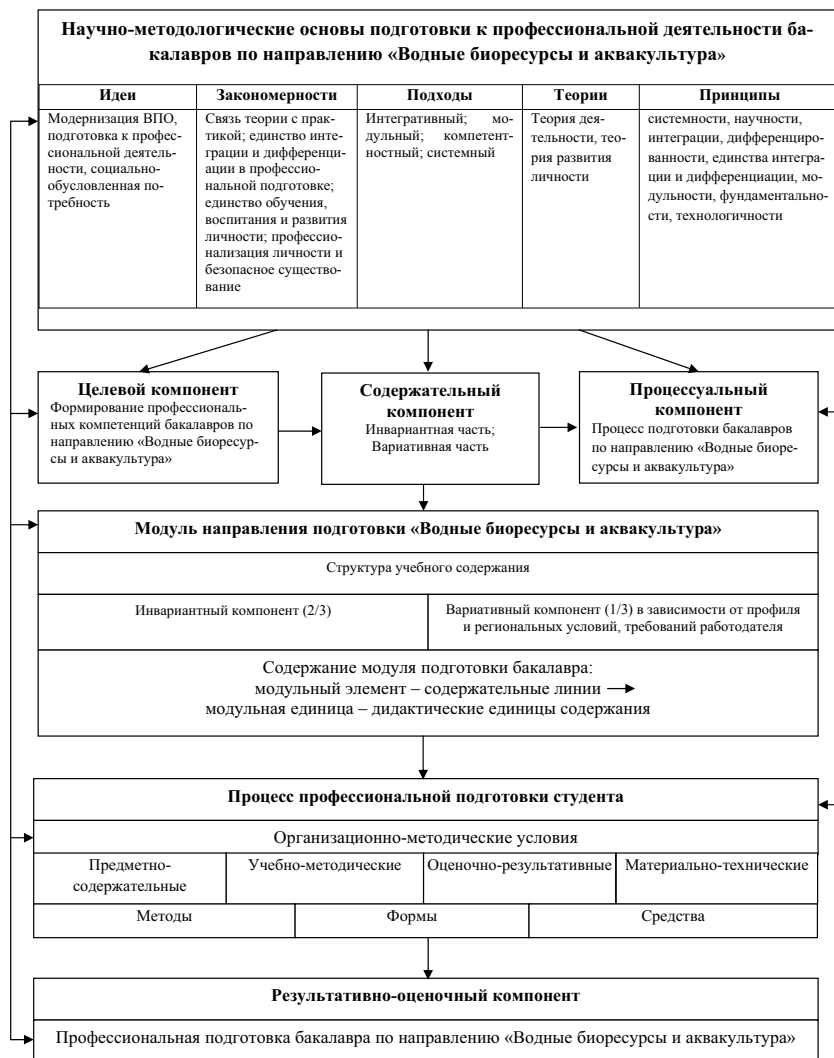 Научно-методологические основы подготовки к профессиональной деятельности ба-
калавров по направлению «Водные биоресурсы и аквакультура»
Идеи
Модернизация ВПО,
подготовка к профес-
сиональной деятель-
ности, социально-
обусловленная по-
требность
Закономерности
Связь теории с прак-
тикой; единство инте-
грации и дифференци-
ации в профессио-
нальной подготовке;
единство обучения,
воспитания и развития
личности; профессио-
нализация личности и
безопасное существо-
вание
Подходы
Интегративный; мо-
дульный; компетент-
ностный; системный
Теории
Теория дея-
тельности, тео-
рия развития
личности
Принципы
системности, научности,
интеграции, дифференциро-
ванности, единства интегра-
ции и дифференциации, мо-
дульности, фундаментально-
сти, технологичности
Целевой компонент
Формирование профессиональ-
ных компетенций бакалавров по
направлению «Водные биоресур-
сы и аквакультура»
Содержательный
компонент
Инвариантная часть;
Вариативная часть
Процессуальный
компонент
Процесс подготовки бакалавров
по направлению «Водные биоре-
сурсы и аквакультура»
Модуль направления подготовки «Водные биоресурсы и аквакультура»
Структура учебного содержания
Инвариантный компонент (2/3)
Вариативный компонент (1/3) в зависимости от профиля
и региональных условий, требований работодателя
Содержание модуля подготовки бакалавра:
модульный элемент – содержательные линии
модульная единица – дидактические единицы содержания
Процесс профессиональной подготовки студента
Организационно-методические условия
Предметно-
содержательные
Учебно-методические
Оценочно-результативные
Материально-технические
Методы
Формы
Средства
Результативно-оценочный компонент
Профессиональная подготовка бакалавра по направлению «Водные биоресурсы и аквакультура»